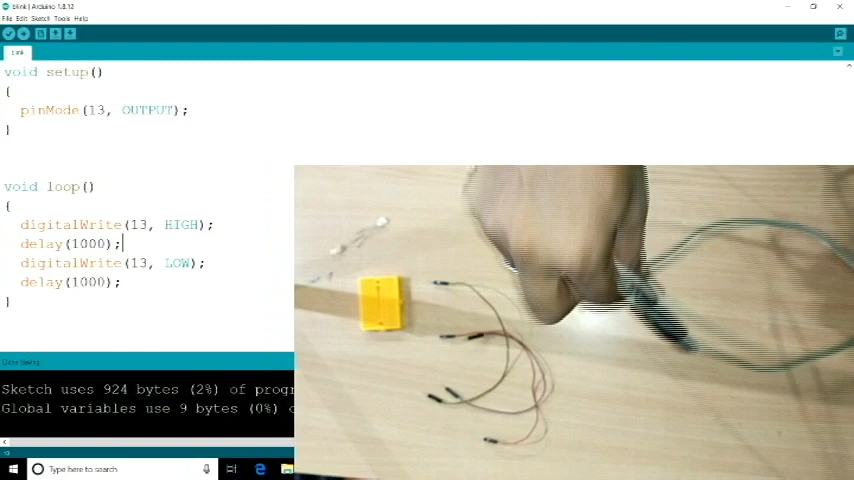 Blink | Arduino 1.8.12
File Edit Sketch Tools Help
Blink
void setup()
{
pinMode(13, OUTPUT);
}
void loop()
{
digitalWrite(13, HIGH);
delay(1000);
digitalWrite(13, LOW);
delay(1000);
}
Done Saving.
Sketch uses 924 bytes (2%) of progr
Global variables use 9 bytes (0%)
Type here to search